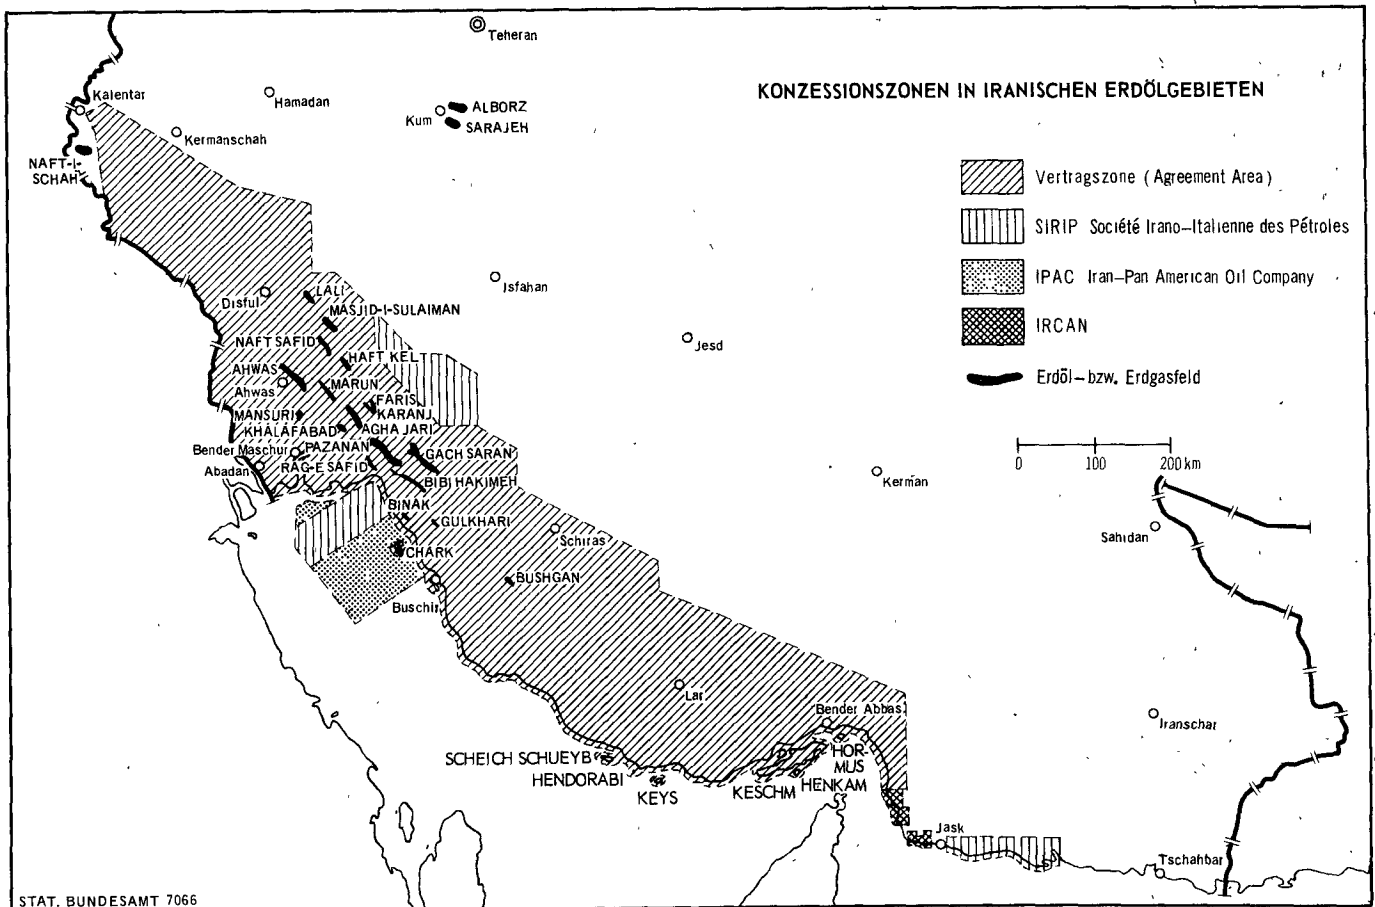 Teheran
KONZESSIONSZONEN IN IRANISCHEN ERDÖLGEBIETEN
Kalentar
Hamadan
Kum
ALBORZ
SARAJEH
Kermanschah
NAFT-I-
SCHAH
Vertragszone (Agreement Area)
SIRIP Société Irano-Italienne des Pétroles
IPAC Iran-Pan American Oil Company
IRCAN
Erdöl- bzw. Erdgasfeld
0 100 200 km
Isfahan
Jesd
Disful
LALI
MASJID-I-SULAIMAN
NAFT SAFID
HAFT KEL
AHWAS
Ahwas
MARUN
FARIS
KARANJ
MANSURI
KHALAFABAD
AGHA JARI
Bender Maschur
PAZANAN
GACH SARAN
Abadan
RAG-E SAFID
BIBI HAKIMEH
BINAK
GULKHARI
Kerman
Schiras
Sahidan
CHARK
BUSHGAN
Buschir
Lar
Bender Abbas
Iranschar
SCHEICH SCHUEYB
HENDORABI
KEYS
KESCHM
HOR-
MUS
HENKAM
Jask
Tschahbar
STAT. BUNDESAMT 7066